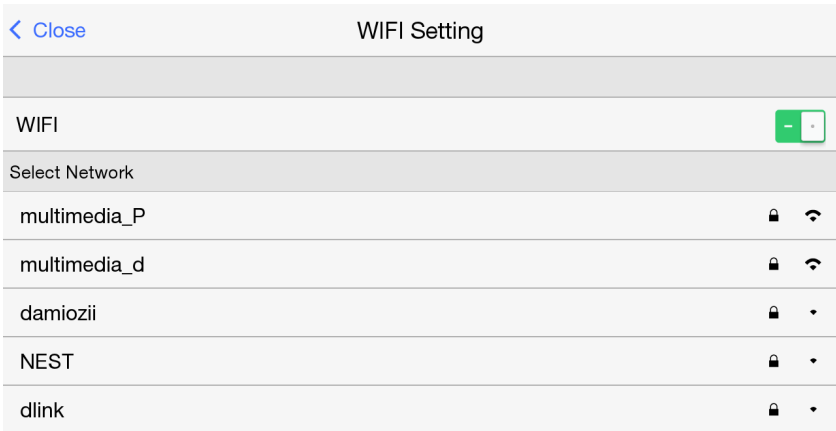 Close
WIFI Setting
WIFI
Select Network
multimedia_P
multimedia_d
damiozii
NEST
dlink